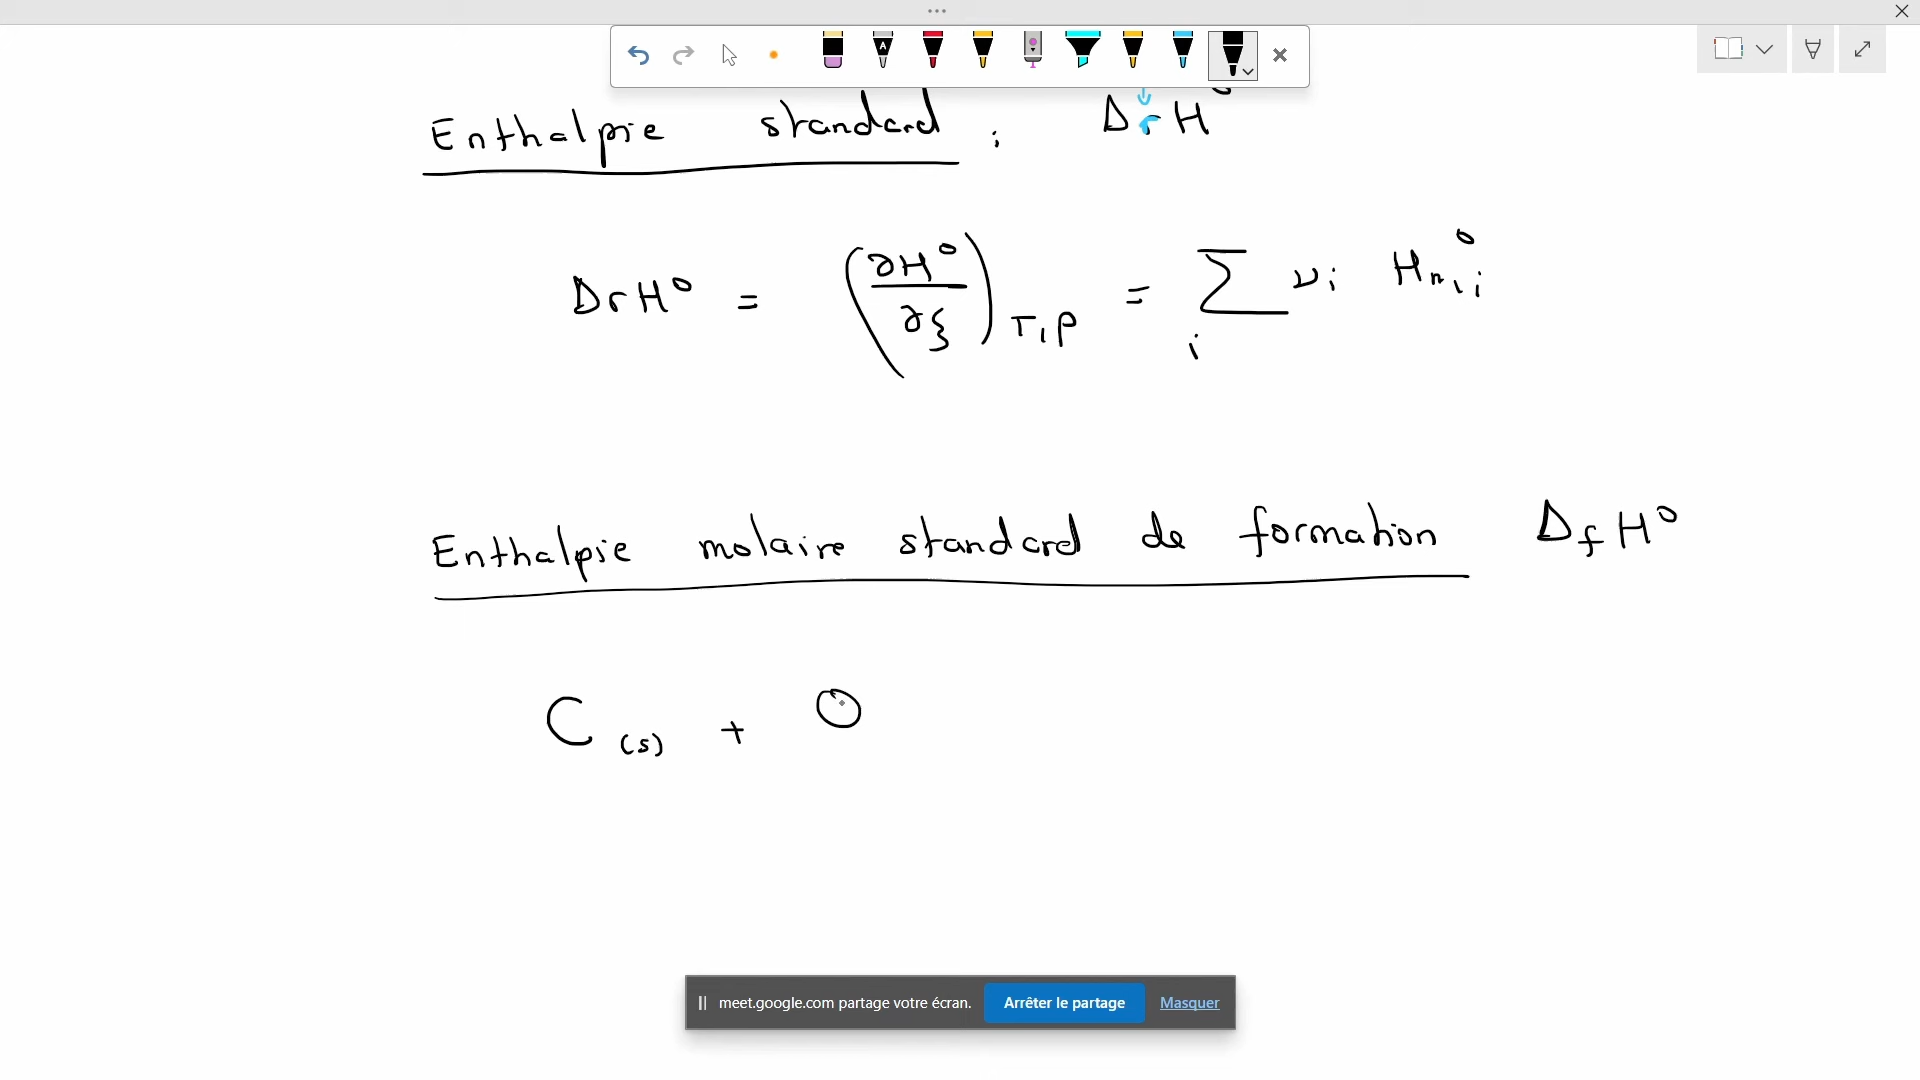 Enthalpie standard : ΔrH°
ΔrH° = (∂H°/∂ξ)T,P = Σi νi Hm,i°
Enthalpie molaire standard de formation ΔfH°
C(s) + O
meet.google.com partage votre écran. Arrêter le partage Masquer